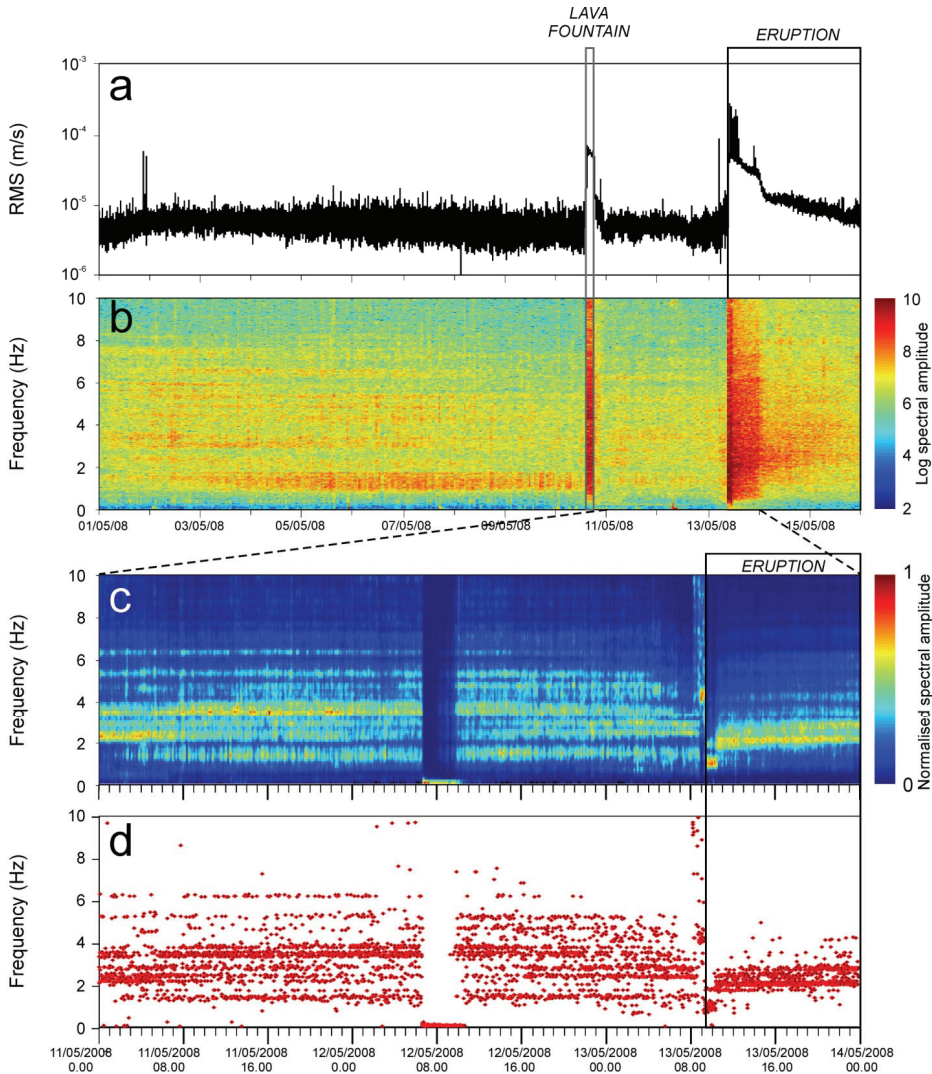 LAVA
FOUNTAIN
ERUPTION
a
RMS (m/s)
10-3
10-4
10-5
10-6
b
Frequency (Hz)
10
8
6
4
2
0
01/05/08 03/05/08 05/05/08 07/05/08 09/05/08 11/05/08 13/05/08 15/05/08
10
8
6
4
2
Log spectral amplitude
ERUPTION
c
Frequency (Hz)
10
8
6
4
2
0
1
0
Normalised spectral amplitude
d
Frequency (Hz)
10
8
6
4
2
0
11/05/2008 11/05/2008 11/05/2008 12/05/2008 12/05/2008 12/05/2008 13/05/2008 13/05/2008 13/05/2008 14/05/2008
0.00 08.00 16.00 00.00 08.00 16.00 00.00 08.00 16.00 00.00